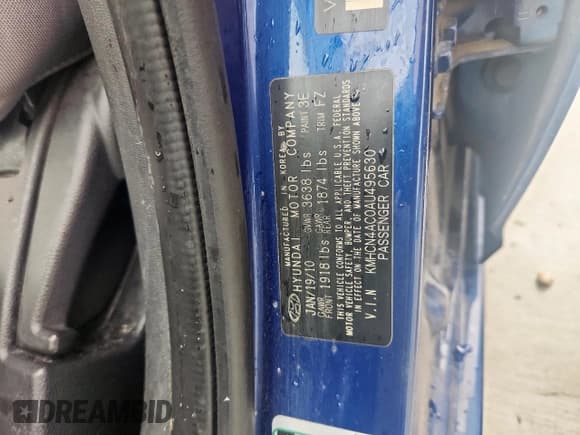 V
MANUFACTURED IN KOREA BY
HYUNDAI MOTOR COMPANY
JAN/19/10 GVWR 3638 lbs PAINT 3E
GAWR FRONT 1918lbs GAWR REAR 1874 lbs TRIM FZ
THIS VEHICLE CONFORMS TO ALL APPLICABLE U.S.A. FEDERAL
MOTOR VEHICLE SAFETY, BUMPER, AND THEFT PREVENTION STANDARDS
IN EFFECT ON THE DATE OF MANUFACTURE SHOWN ABOVE.
V.I.N KMHCN4AC0AU495630
PASSENGER CAR
DREAMBID